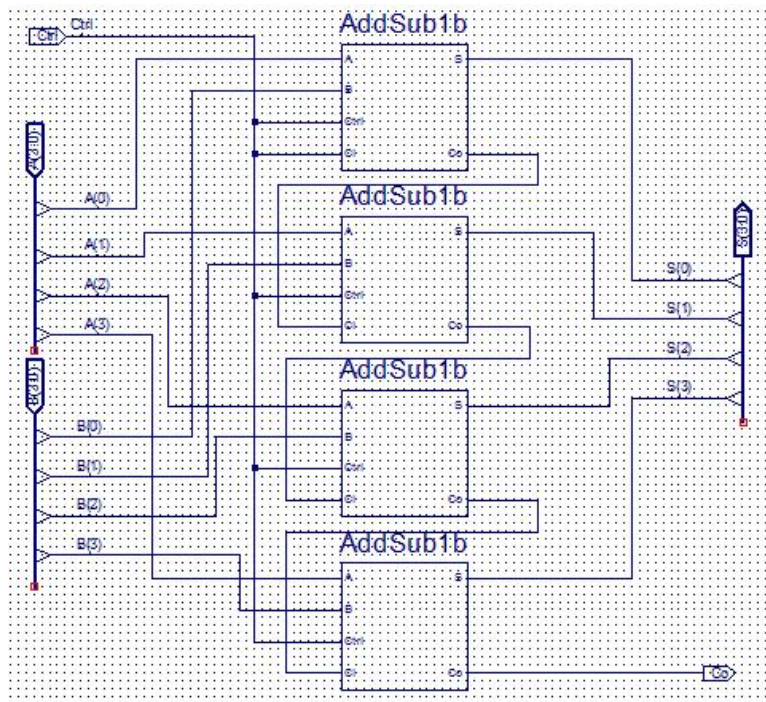 Ctrl
Ctrl
AddSub1b
A
S
B
Ctrl
CI
Co
A(3:0)
A(0)
A(1)
A(2)
A(3)
B(3:0)
B(0)
B(1)
B(2)
B(3)
AddSub1b
A
S
B
Ctrl
CI
Co
AddSub1b
A
S
B
Ctrl
CI
Co
AddSub1b
A
S
B
Ctrl
CI
Co
S(3:0)
S(0)
S(1)
S(2)
S(3)
Co